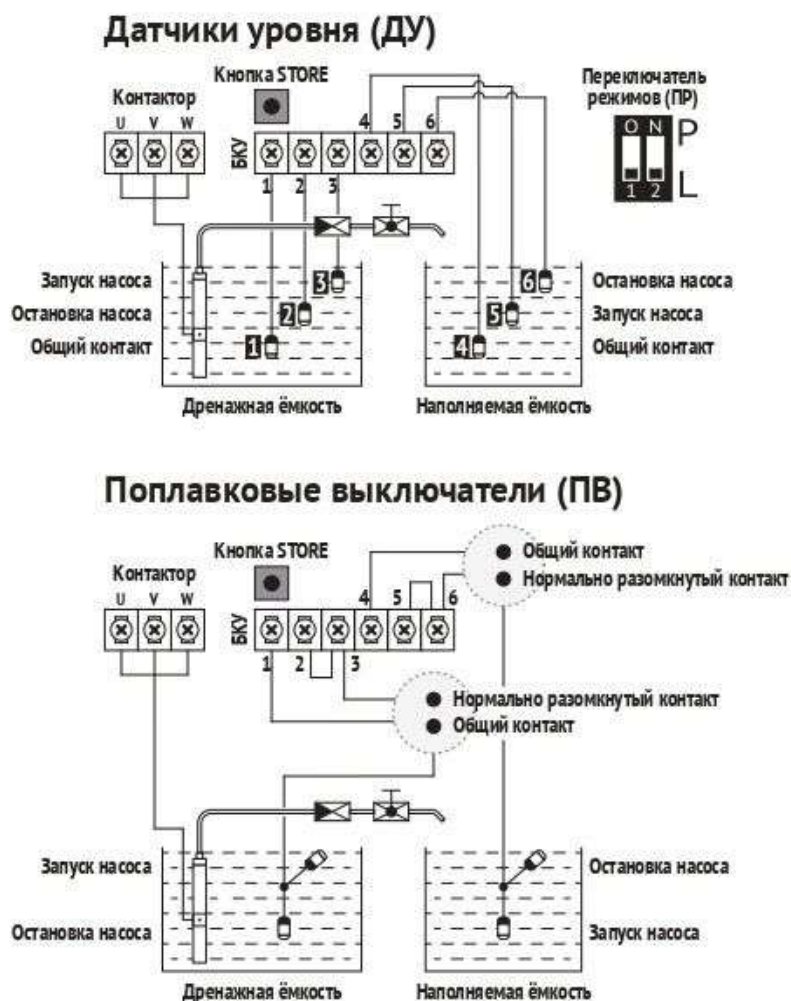 Датчики уровня (ДУ)
Кнопка STORE
Контактор
U V W
БКУ
4 5 6
1 2 3
Переключатель
режимов (ПР)
O N P
1 2 L
Запуск насоса
Остановка насоса
Общий контакт
3
2
1
6
5
4
Остановка насоса
Запуск насоса
Общий контакт
Дренажная ёмкость
Наполняемая ёмкость
Поплавковые выключатели (ПВ)
Кнопка STORE
Контактор
U V W
БКУ
4 5 6
1 2 3
Общий контакт
Нормально разомкнутый контакт
Нормально разомкнутый контакт
Общий контакт
Запуск насоса
Остановка насоса
Остановка насоса
Запуск насоса
Дренажная ёмкость
Наполняемая ёмкость